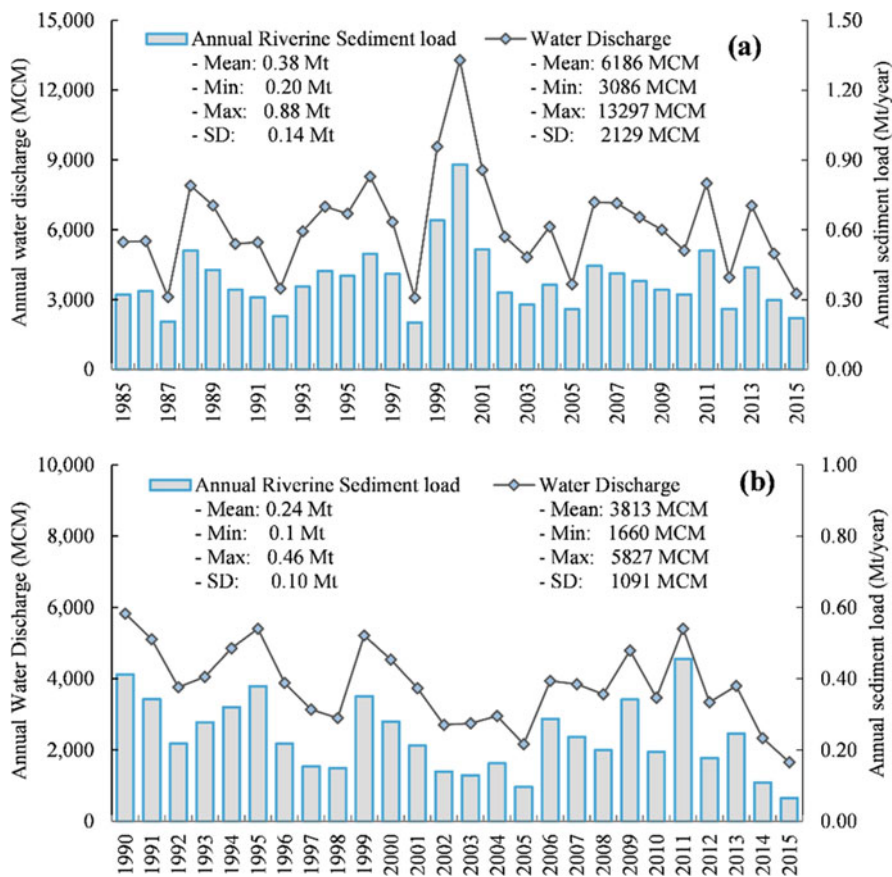 15,000
12,000
9,000
6,000
3,000
0
Annual water discharge (MCM)
Annual Riverine Sediment load
- Mean: 0.38 Mt
- Min: 0.20 Mt
- Max: 0.88 Mt
- SD: 0.14 Mt
Water Discharge
- Mean: 6186 MCM
- Min: 3086 MCM
- Max: 13297 MCM
- SD: 2129 MCM
(a)
1.50
1.20
0.90
0.60
0.30
0.00
Annual sediment load (Mt/year)
1985
1987
1989
1991
1993
1995
1997
1999
2001
2003
2005
2007
2009
2011
2013
2015
10,000
8,000
6,000
4,000
2,000
0
Annual Water Discharge (MCM)
Annual Riverine Sediment load
- Mean: 0.24 Mt
- Min: 0.1 Mt
- Max: 0.46 Mt
- SD: 0.10 Mt
Water Discharge
- Mean: 3813 MCM
- Min: 1660 MCM
- Max: 5827 MCM
- SD: 1091 MCM
(b)
1.00
0.80
0.60
0.40
0.20
0.00
Annual sediment load (Mt/year)
1990
1991
1992
1993
1994
1995
1996
1997
1998
1999
2000
2001
2002
2003
2004
2005
2006
2007
2008
2009
2010
2011
2012
2013
2014
2015